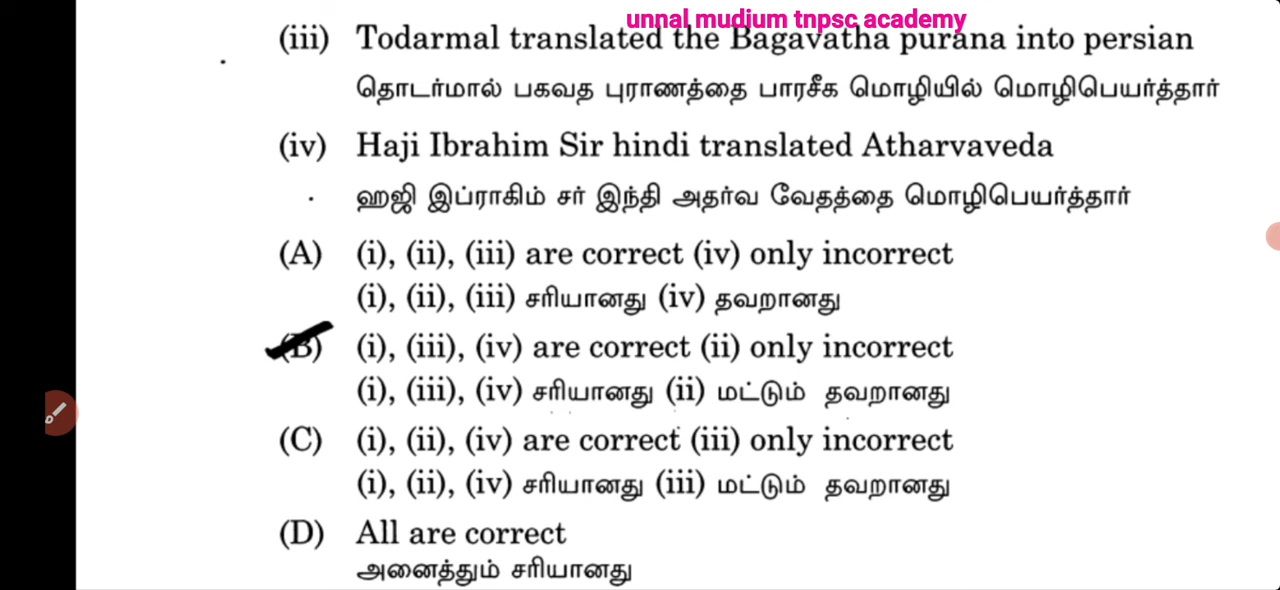 unnal mudium tnpsc academy
(iii) Todarmal translated the Bagavatha purana into persian
தொடர்மால் பகவத புராணத்தை பாரசீக மொழியில் மொழிபெயர்த்தார்
(iv) Haji Ibrahim Sir hindi translated Atharvaveda
ஹஜி இப்ராகிம் சர் இந்தி அதர்வ வேதத்தை மொழிபெயர்த்தார்
(A) (i), (ii), (iii) are correct (iv) only incorrect
(i), (ii), (iii) சரியானது (iv) தவறானது
(B) (i), (iii), (iv) are correct (ii) only incorrect
(i), (iii), (iv) சரியானது (ii) மட்டும் தவறானது
(C) (i), (ii), (iv) are correct (iii) only incorrect
(i), (ii), (iv) சரியானது (iii) மட்டும் தவறானது
(D) All are correct
அனைத்தும் சரியானது